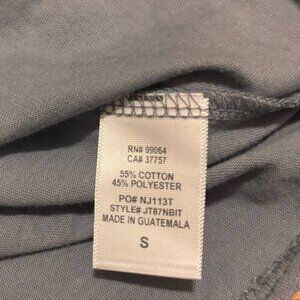 RN# 99064
CA# 37757
55% COTTON
45% POLYESTER
PO# NJ113T
STYLE# JT87NBIT
MADE IN GUATEMALA
S